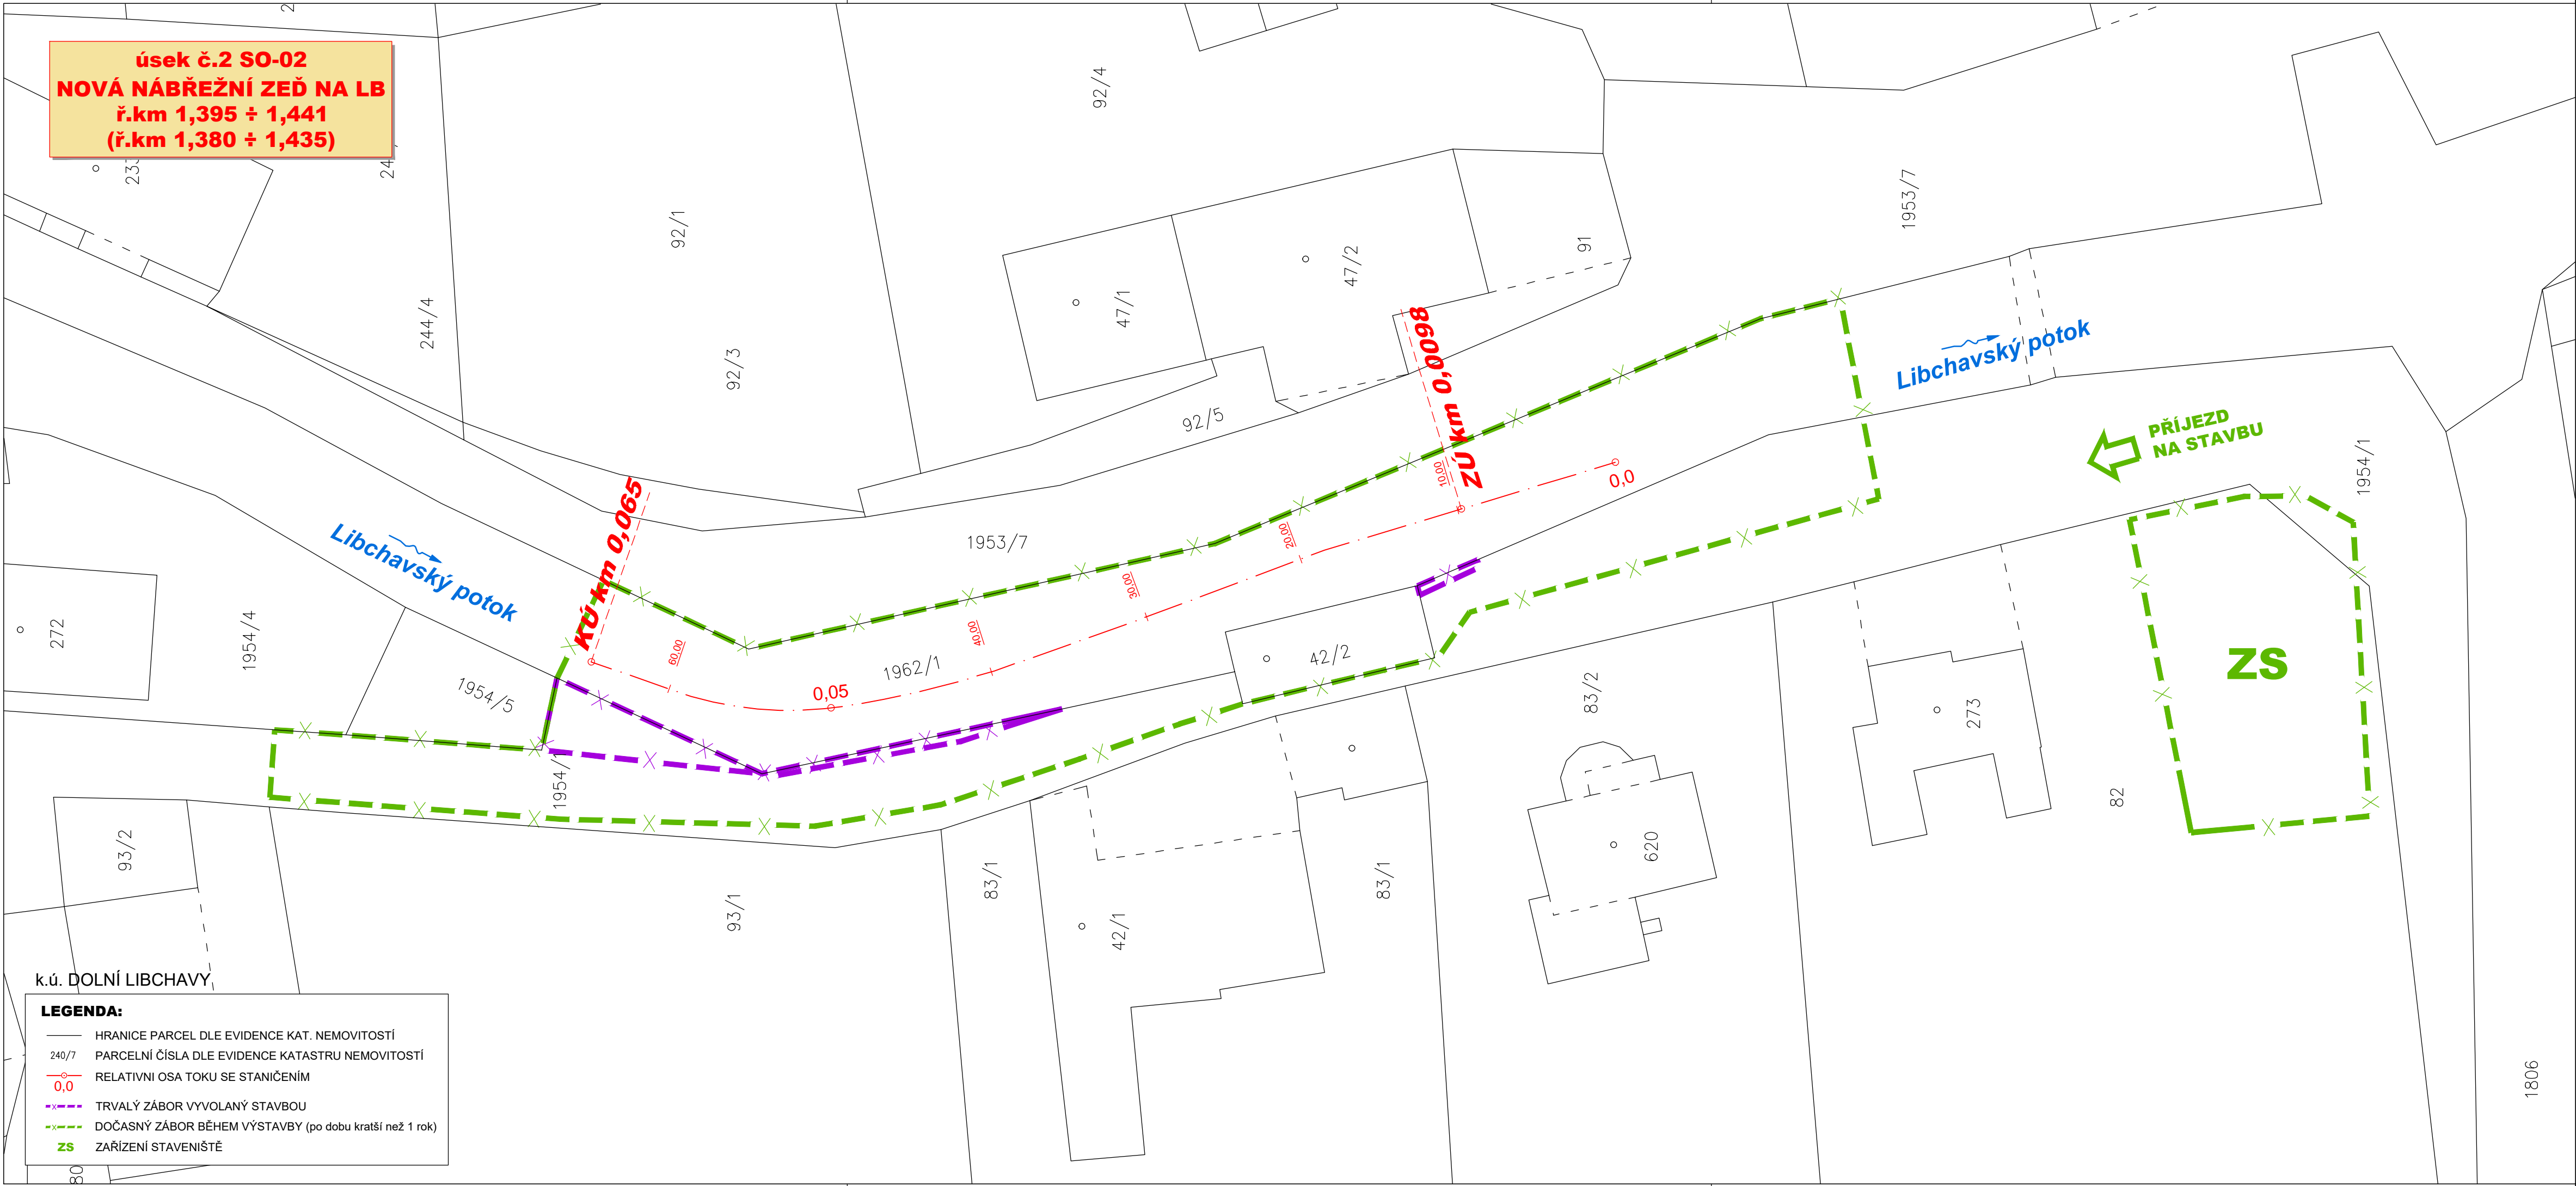 úsek č.2 SO-02
NOVÁ NÁBŘEŽNÍ ZEĎ NA LB
ř.km 1,395 ÷ 1,441
(ř.km 1,380 ÷ 1,435)
92/4
92/1
92/3
244/4
47/1
47/2
91
1953/7
92/5
ZÚ km 0,00098
KÚ km 0,065
Libchavský potok
Libchavský potok
PŘÍJEZD
NA STAVBU
1954/1
1953/7
0,0
10,00
20,00
30,00
40,00
0,05
60,00
1962/1
42/2
272
1954/4
1954/5
1954/
93/2
93/1
83/1
42/1
83/1
83/2
620
273
82
ZS
1806
k.ú. DOLNÍ LIBCHAVY
LEGENDA:
HRANICE PARCEL DLE EVIDENCE KAT. NEMOVITOSTÍ
240/7 PARCELNÍ ČÍSLA DLE EVIDENCE KATASTRU NEMOVITOSTÍ
0,0 RELATIVNI OSA TOKU SE STANIČENÍM
TRVALÝ ZÁBOR VYVOLANÝ STAVBOU
DOČASNÝ ZÁBOR BĚHEM VÝSTAVBY (po dobu kratší než 1 rok)
ZS ZAŘÍZENÍ STAVENIŠTĚ